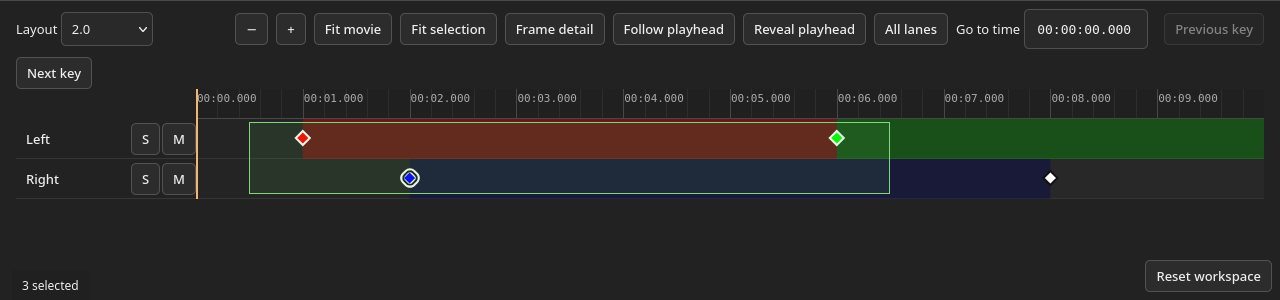 Layout 2.0 − + Fit movie Fit selection Frame detail Follow playhead Reveal playhead All lanes Go to time 00:00:00.000 Previous key
Next key
00:00.000 00:01.000 00:02.000 00:03.000 00:04.000 00:05.000 00:06.000 00:07.000 00:08.000 00:09.000
Left S M
Right S M
Reset workspace
3 selected